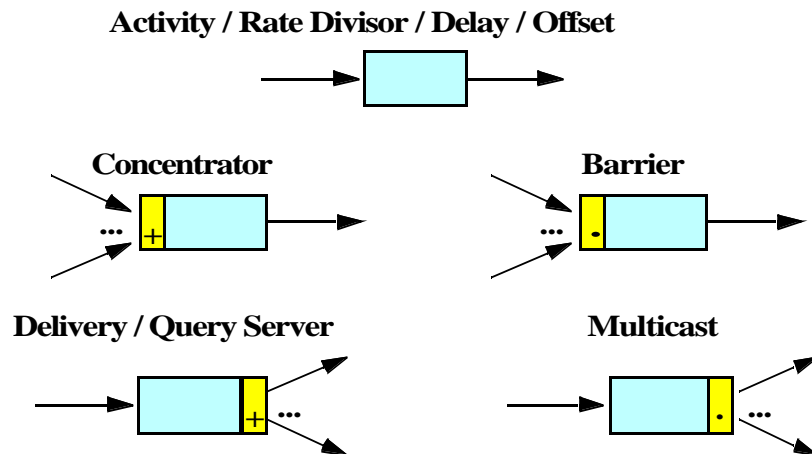 Activity / Rate Divisor / Delay / Offset
Concentrator
Barrier
... +
... •
Delivery / Query Server
Multicast
+ ...
• ...